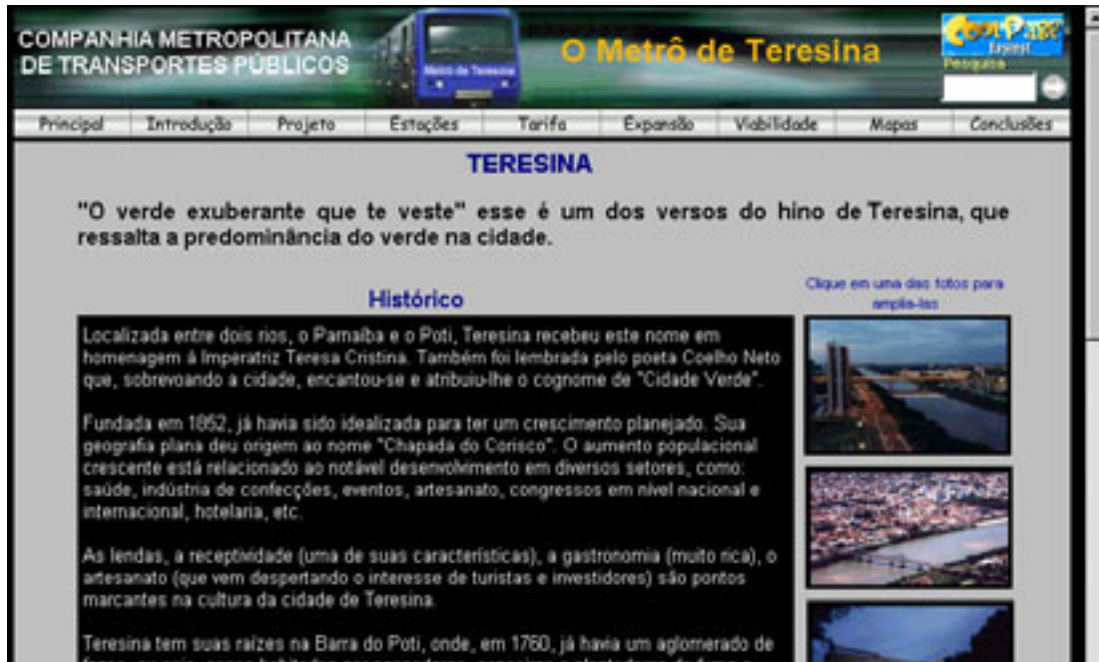 COMPANHIA METROPOLITANA
DE TRANSPORTES PÚBLICOS
Metrô de Teresina
O Metrô de Teresina
Pesquisa
Principal Introdução Projeto Estações Tarifa Expansão Viabilidade Mapas Conclusões
TERESINA
"O verde exuberante que te veste" esse é um dos versos do hino de Teresina, que
ressalta a predominância do verde na cidade.
Histórico
Clique em uma das fotos para
amplia-las
Localizada entre dois rios, o Parnaíba e o Poti, Teresina recebeu este nome em
homenagem á Imperatriz Teresa Cristina. Também foi lembrada pelo poeta Coelho Neto
que, sobrevoando a cidade, encantou-se e atribuiu-lhe o cognome de "Cidade Verde".
Fundada em 1852, já havia sido idealizada para ter um crescimento planejado. Sua
geografia plana deu origem ao nome "Chapada do Corisco". O aumento populacional
crescente está relacionado ao notável desenvolvimento em diversos setores, como:
saúde, indústria de confecções, eventos, artesanato, congressos em nível nacional e
internacional, hotelaria, etc.
As lendas, a receptividade (uma de suas características), a gastronomia (muito rica), o
artesanato (que vem despertando o interesse de turistas e investidores) são pontos
marcantes na cultura da cidade de Teresina.
Teresina tem suas raízes na Barra do Poti, onde, em 1760, já havia um aglomerado de